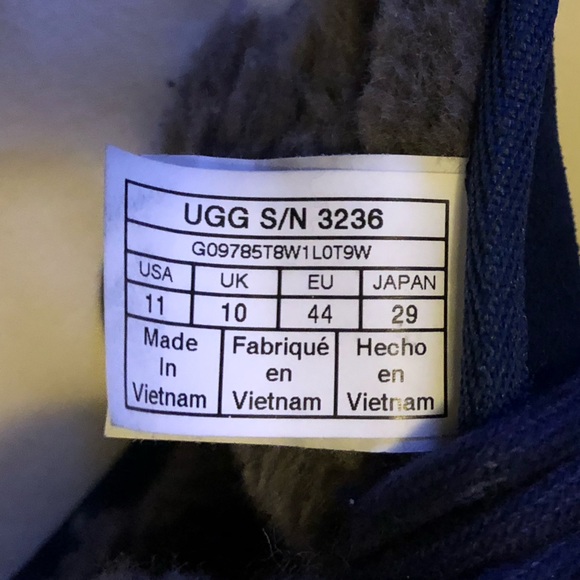 UGG S/N 3236
G09785T8W1L0T9W
USA UK EU JAPAN
11 10 44 29
Made Fabriqué Hecho
In en en
Vietnam Vietnam Vietnam